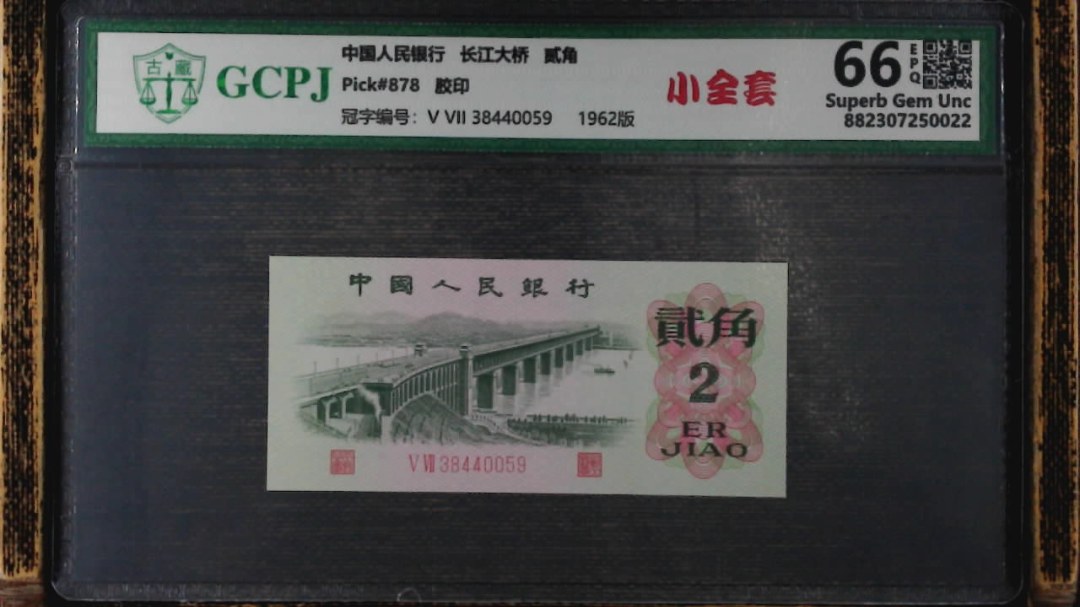 古 藏
GCPJ
中国人民银行 长江大桥 贰角
Pick#878 胶印
冠字编号: V VII 38440059 1962版
小全套
66
EPQ
Superb Gem Unc
882307250022
中國人民銀行
貳角
2
ER
JIAO
V VII 38440059